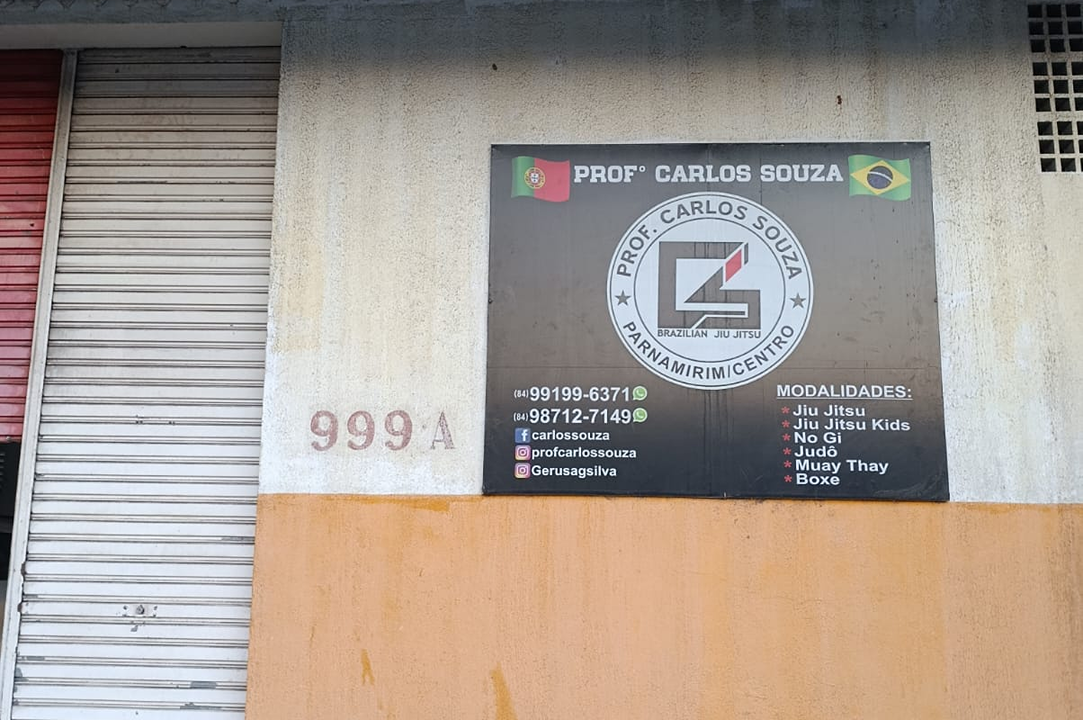 PROFº CARLOS SOUZA
PROF. CARLOS SOUZA
BRAZILIAN JIU JITSU
PARNAMIRIM/CENTRO
(84)99199-6371
(84)98712-7149
carlossouza
profcarlossouza
Gerusagsilva
MODALIDADES:
*Jiu Jitsu
*Jiu Jitsu Kids
*No Gi
*Judô
*Muay Thay
*Boxe
999 A